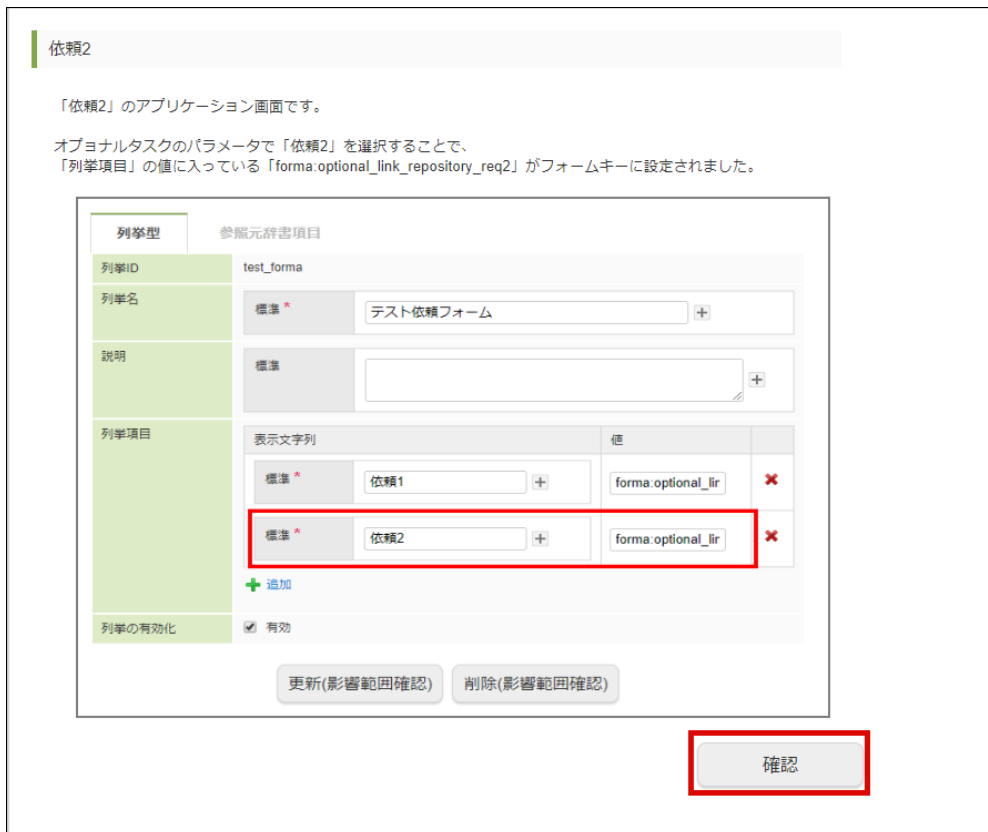 依頼2
「依頼2」のアプリケーション画面です。
オプョナルタスクのパラメータで「依頼2」を選択することで、
「列挙項目」の値に入っている「forma:optional_link_repository_req2」がフォームキーに設定されました。
列挙型 参照元辞書項目
列挙ID test_forma
列挙名 標準 * テスト依頼フォーム
説明 標準
列挙項目 表示文字列 値
標準 * 依頼1 forma:optional_lir
標準 * 依頼2 forma:optional_lir
追加
列挙の有効化 有効
更新(影響範囲確認) 削除(影響範囲確認)
確認